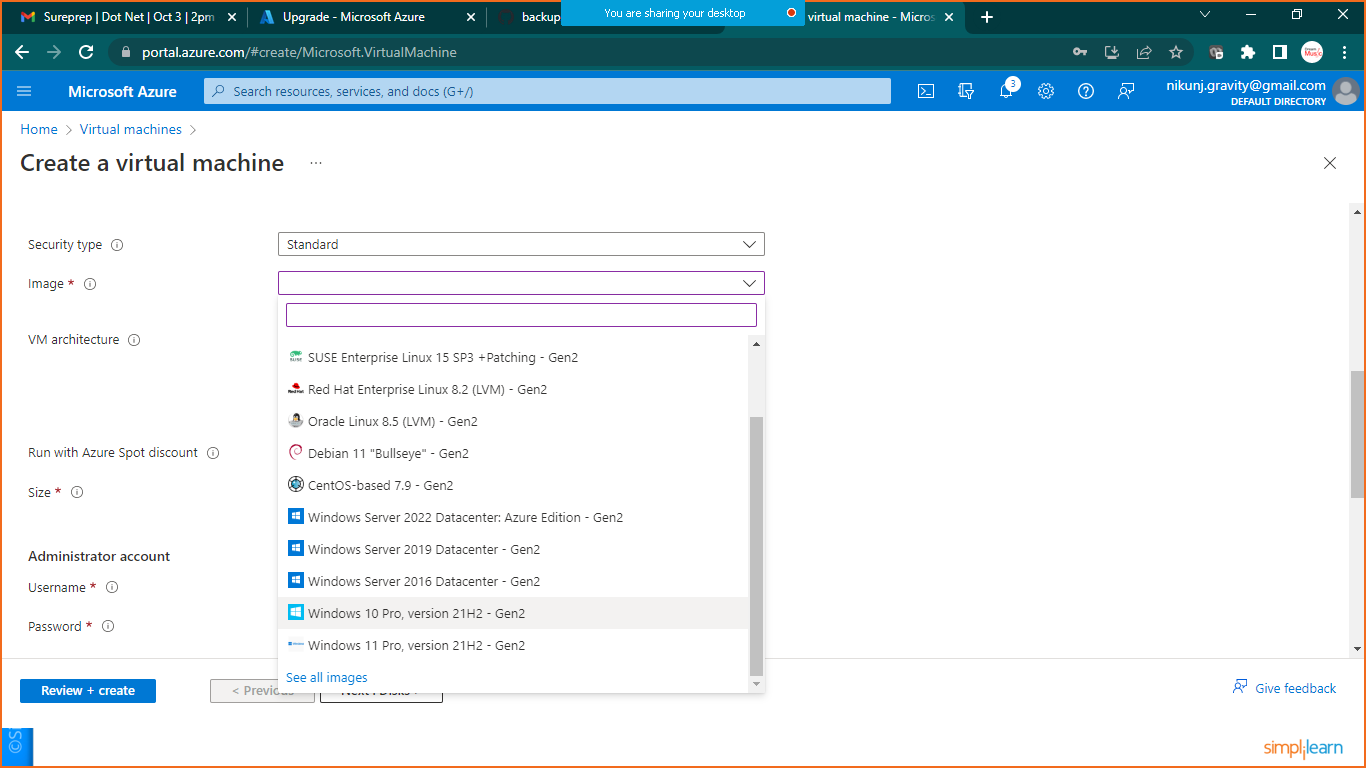 Sureprep | Dot Net | Oct 3 | 2pm
Upgrade - Microsoft Azure
backup
You are sharing your desktop
virtual machine - Micros
portal.azure.com/#create/Microsoft.VirtualMachine
Microsoft Azure
Search resources, services, and docs (G+/)
3
nikunj.gravity@gmail.com
DEFAULT DIRECTORY
Home > Virtual machines >
Create a virtual machine ...
Security type
Standard
Image *
VM architecture
SUSE Enterprise Linux 15 SP3 +Patching - Gen2
Red Hat Enterprise Linux 8.2 (LVM) - Gen2
Oracle Linux 8.5 (LVM) - Gen2
Debian 11 "Bullseye" - Gen2
Run with Azure Spot discount
CentOS-based 7.9 - Gen2
Size *
Windows Server 2022 Datacenter: Azure Edition - Gen2
Windows Server 2019 Datacenter - Gen2
Administrator account
Windows Server 2016 Datacenter - Gen2
Username *
Windows 10 Pro, version 21H2 - Gen2
Password *
Windows 11 Pro, version 21H2 - Gen2
See all images
Review + create
< Previous
Next : Disks >
Give feedback
©S
simplilearn